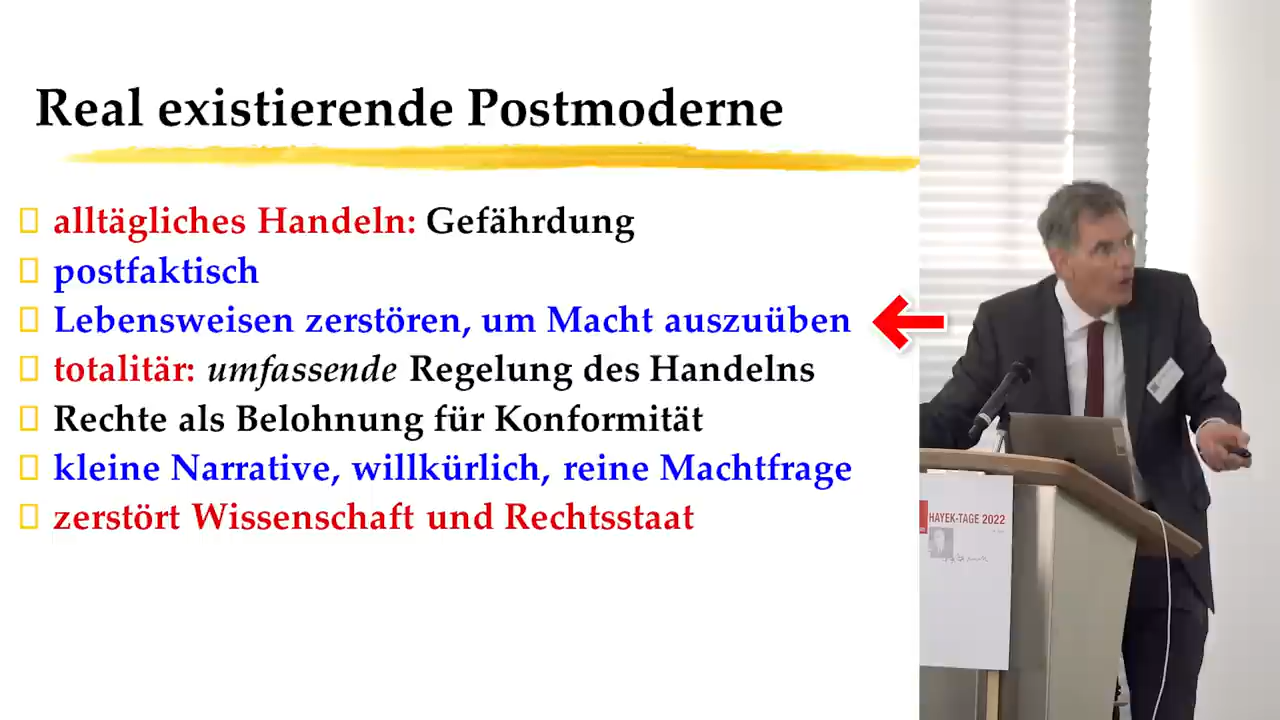 Real existierende Postmoderne
alltägliches Handeln: Gefährdung
postfaktisch
Lebensweisen zerstören, um Macht auszuüben
totalitär: umfassende Regelung des Handelns
Rechte als Belohnung für Konformität
kleine Narrative, willkürlich, reine Machtfrage
zerstört Wissenschaft und Rechtsstaat
HAYEK-TAGE 2022